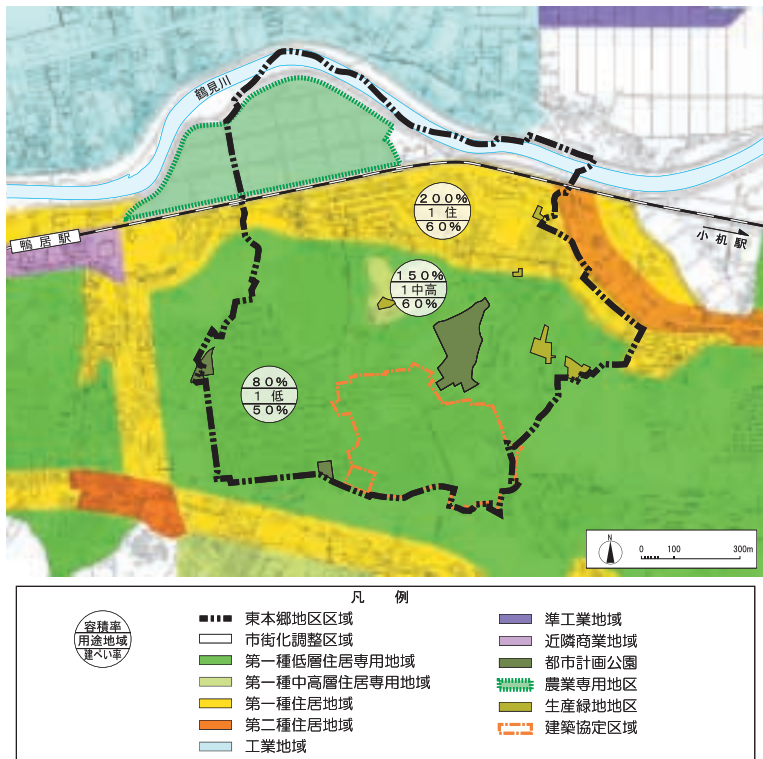 鶴見川
200%
1住
60%
鴨居駅
小机駅
150%
1中高
60%
80%
1低
50%
N
0 100 300m
凡例
容積率
用途地域
建ぺい率
東本郷地区区域
市街化調整区域
第一種低層住居専用地域
第一種中高層住居専用地域
第一種住居地域
第二種住居地域
工業地域
準工業地域
近隣商業地域
都市計画公園
農業専用地区
生産緑地地区
建築協定区域